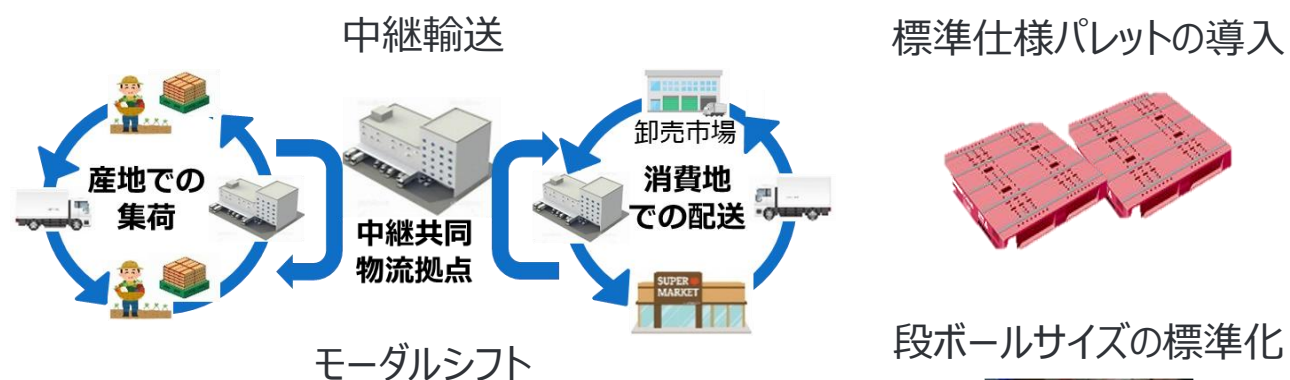 中継輸送
産地での
集荷
中継共同
物流拠点
卸売市場
消費地
での配送
SUPER
MARKET
モーダルシフト
標準仕様パレットの導入
段ボールサイズの標準化